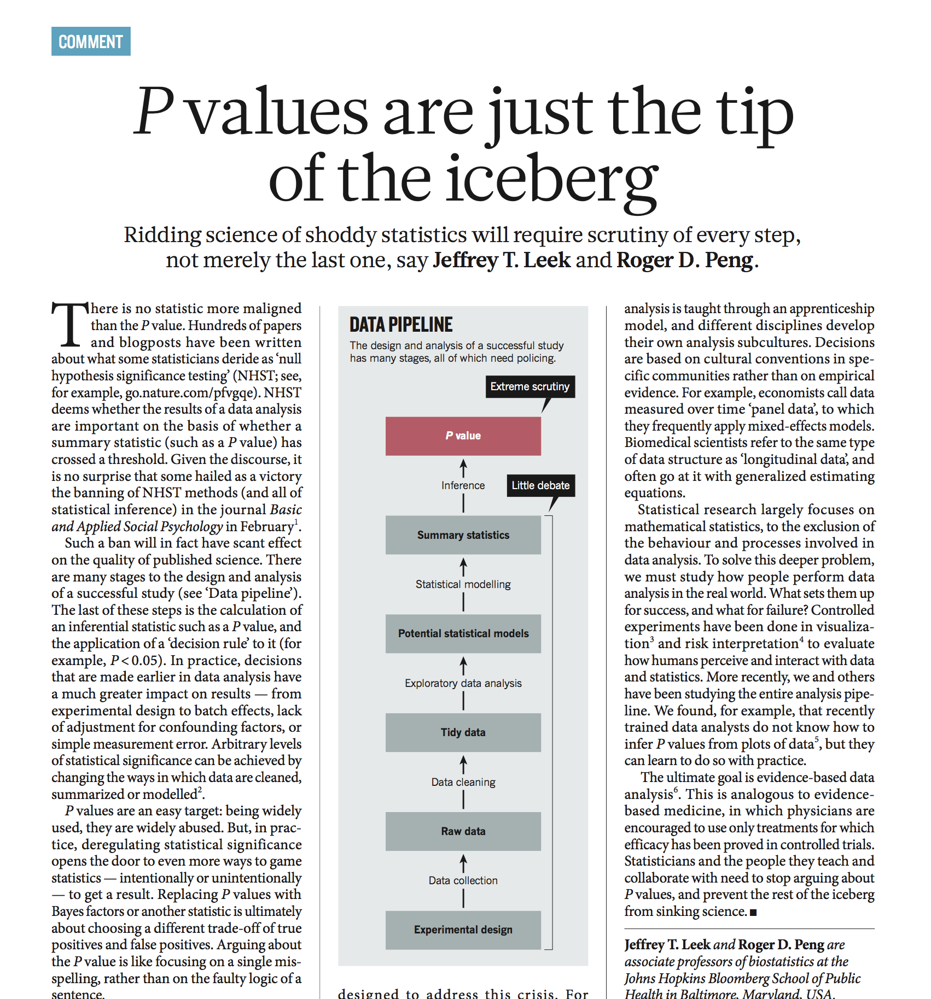 COMMENT
P values are just the tip
of the iceberg
Ridding science of shoddy statistics will require scrutiny of every step,
not merely the last one, say Jeffrey T. Leek and Roger D. Peng.
There is no statistic more maligned
than the P value. Hundreds of papers
and blogposts have been written
about what some statisticians deride as ‘null
hypothesis significance testing’ (NHST; see,
for example, go.nature.com/pfvgqe). NHST
deems whether the results of a data analysis
are important on the basis of whether a
summary statistic (such as a P value) has
crossed a threshold. Given the discourse, it
is no surprise that some hailed as a victory
the banning of NHST methods (and all of
statistical inference) in the journal Basic
and Applied Social Psychology in February¹.
Such a ban will in fact have scant effect
on the quality of published science. There
are many stages to the design and analysis
of a successful study (see ‘Data pipeline’).
The last of these steps is the calculation of
an inferential statistic such as a P value, and
the application of a ‘decision rule’ to it (for
example, P < 0.05). In practice, decisions
that are made earlier in data analysis have
a much greater impact on results — from
experimental design to batch effects, lack
of adjustment for confounding factors, or
simple measurement error. Arbitrary levels
of statistical significance can be achieved by
changing the ways in which data are cleaned,
summarized or modelled².
P values are an easy target: being widely
used, they are widely abused. But, in prac-
tice, deregulating statistical significance
opens the door to even more ways to game
statistics — intentionally or unintentionally
— to get a result. Replacing P values with
Bayes factors or another statistic is ultimately
about choosing a different trade-off of true
positives and false positives. Arguing about
the P value is like focusing on a single mis-
spelling, rather than on the faulty logic of a
sentence.
DATA PIPELINE
The design and analysis of a successful study
has many stages, all of which need policing.
Extreme scrutiny
P value
Inference
Little debate
Summary statistics
Statistical modelling
Potential statistical models
Exploratory data analysis
Tidy data
Data cleaning
Raw data
Data collection
Experimental design
designed to address this crisis. For
analysis is taught through an apprenticeship
model, and different disciplines develop
their own analysis subcultures. Decisions
are based on cultural conventions in spe-
cific communities rather than on empirical
evidence. For example, economists call data
measured over time ‘panel data’, to which
they frequently apply mixed-effects models.
Biomedical scientists refer to the same type
of data structure as ‘longitudinal data’, and
often go at it with generalized estimating
equations.
Statistical research largely focuses on
mathematical statistics, to the exclusion of
the behaviour and processes involved in
data analysis. To solve this deeper problem,
we must study how people perform data
analysis in the real world. What sets them up
for success, and what for failure? Controlled
experiments have been done in visualiza-
tion³ and risk interpretation⁴ to evaluate
how humans perceive and interact with data
and statistics. More recently, we and others
have been studying the entire analysis pipe-
line. We found, for example, that recently
trained data analysts do not know how to
infer P values from plots of data⁵, but they
can learn to do so with practice.
The ultimate goal is evidence-based data
analysis⁶. This is analogous to evidence-
based medicine, in which physicians are
encouraged to use only treatments for which
efficacy has been proved in controlled trials.
Statisticians and the people they teach and
collaborate with need to stop arguing about
P values, and prevent the rest of the iceberg
from sinking science. ■
Jeffrey T. Leek and Roger D. Peng are
associate professors of biostatistics at the
Johns Hopkins Bloomberg School of Public
Health in Baltimore, Maryland, USA.